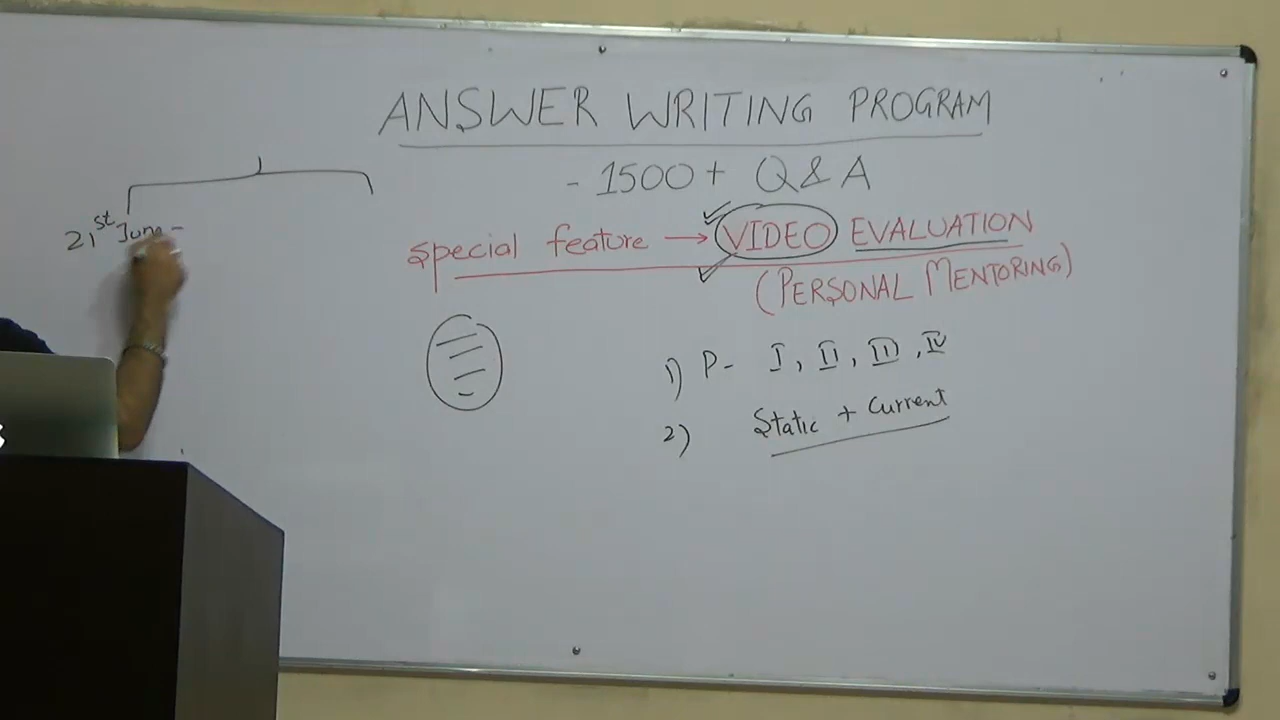 ANSWER WRITING PROGRAM
- 1500+ Q&A
21st June -
special feature → VIDEO EVALUATION
(PERSONAL MENTORING)
1) P- I, II, III, IV
2) Static + Current